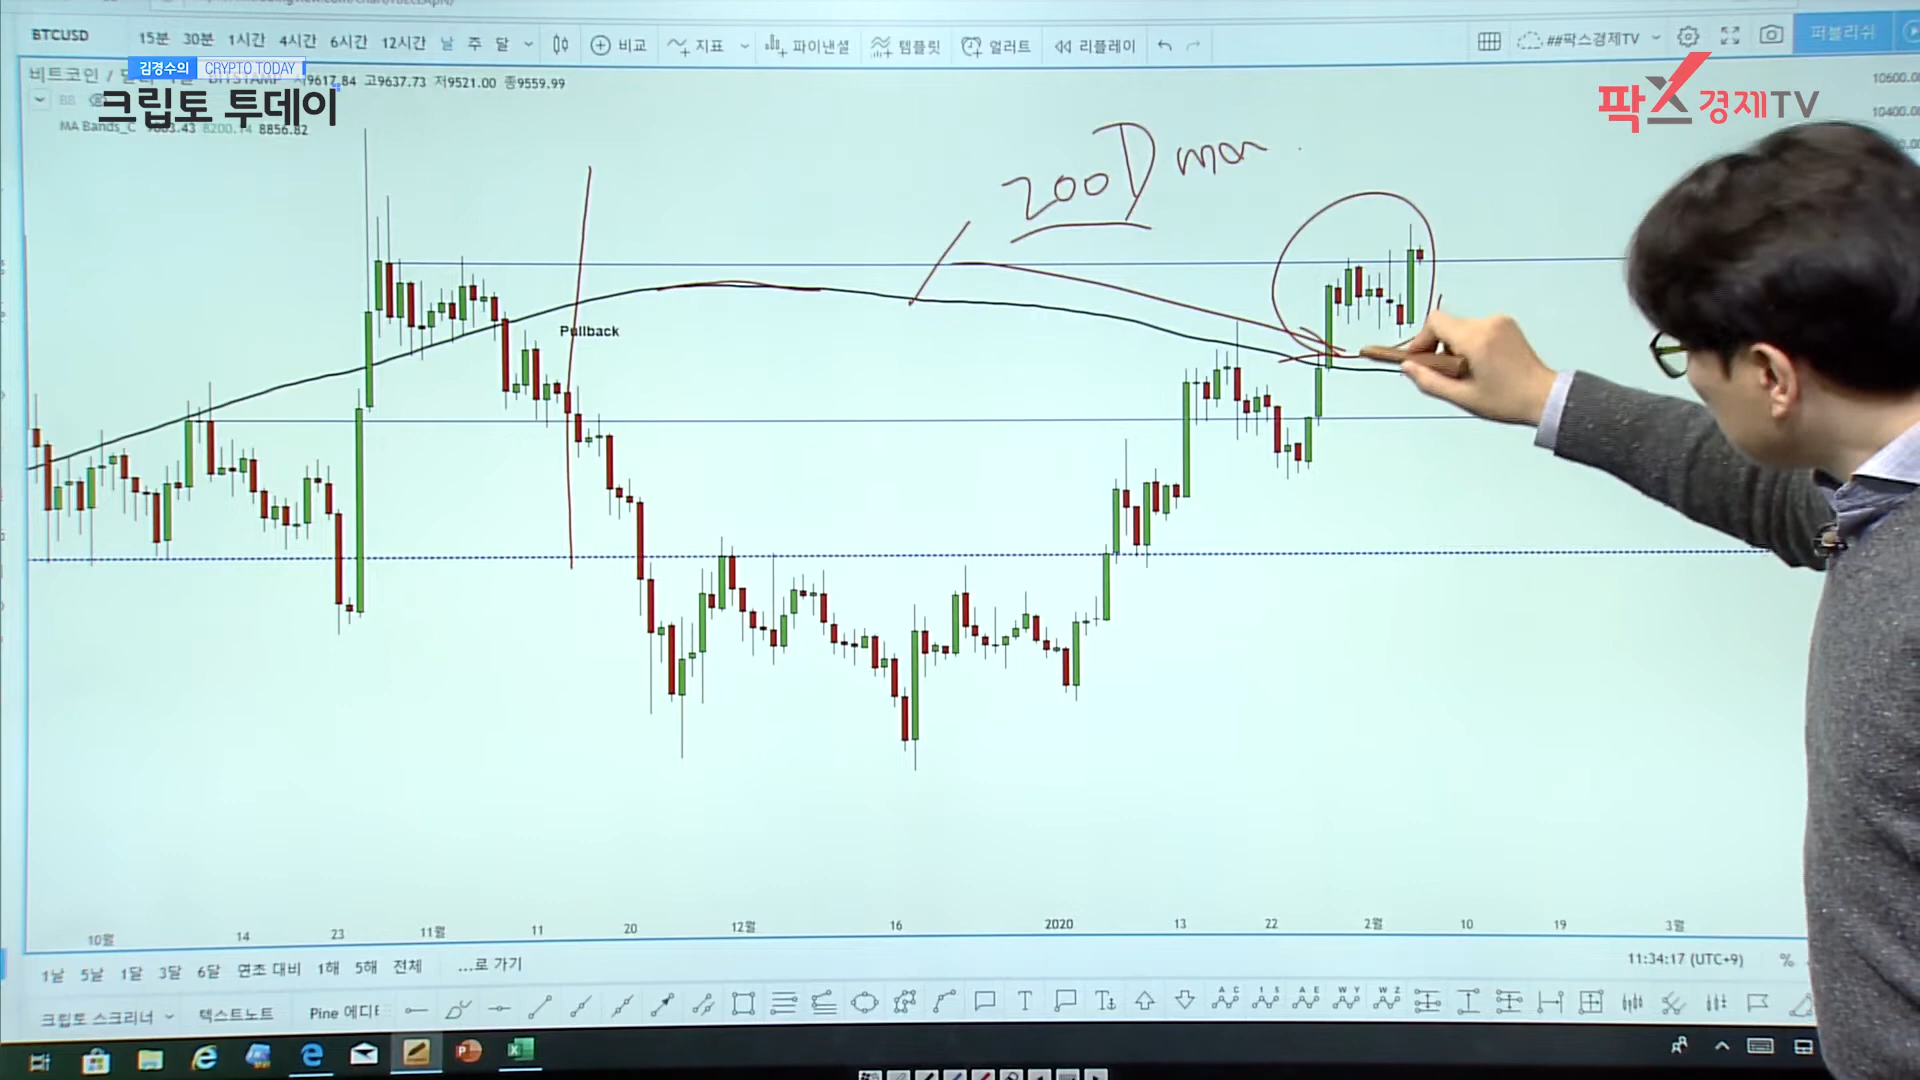 BTCUSD 15분 30분 1시간 4시간 6시간 12시간 날 주 달 비교 지표 파이낸셜 템플릿 얼러트 리플레이 ##팍스경제TV 퍼블리쉬
김경수의 CRYPTO TODAY
크립토 투데이
팍스경제TV
비트코인 / BITSTAMP 저9617.84 고9637.73 저9521.00 종9559.99
BB
MA Bands_C 8200.14 8856.82
10600.0
10400.00
200D
Pullback
10월 14 23 11월 11 20 12월 16 2020 13 22 2월 10 19 3월
1날 5날 1달 3달 6달 연초 대비 1해 5해 전체 ...로 가기 11:34:17 (UTC+9) %
크립토 스크리너 텍스트노트 Pine 에디터